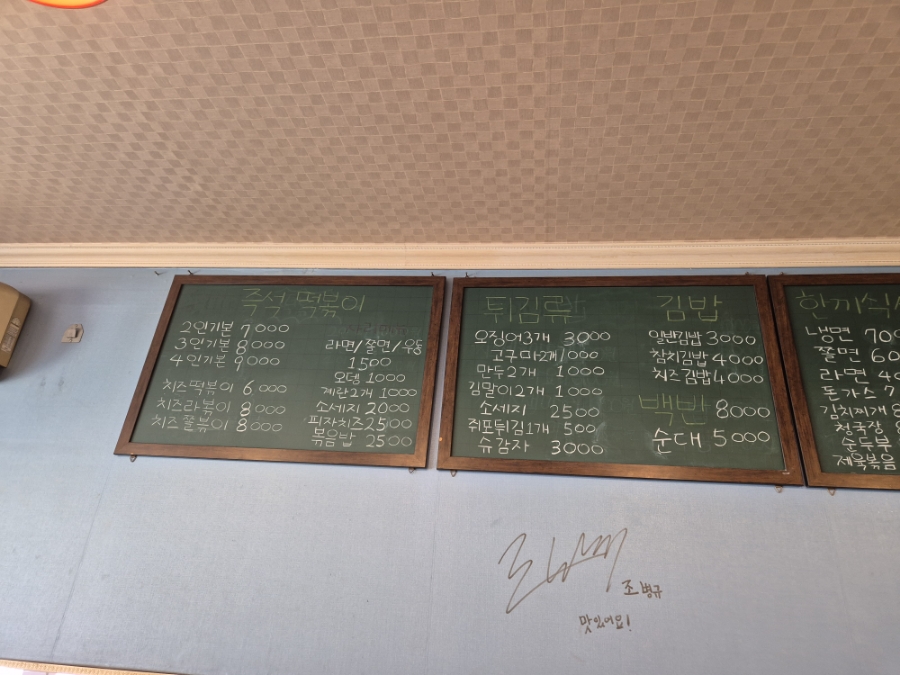 즉석 떡볶이
2인기본 7000
3인기본 8000
4인기본 9000
치즈떡볶이 6000
치즈라볶이 8000
치즈쫄볶이 8000
라면/쫄면/우동
1500
오뎅 1000
계란2개 1000
소세지 2000
피자치즈 2500
볶음밥 2500
튀김류
오징어3개 3000
고구마2개 1000
만두2개 1000
김말이2개 1000
소세지 2500
쥐포튀김1개 500
슈감자 3000
김밥
일반김밥 3000
참치김밥 4000
치즈김밥 4000
백반 8000
순대 5000
한끼식
냉면 70
쫄면 60
라면 4
돈가스 7
김치찌개 8
청국장 8
순두부
제육볶음
조병규
맛있어요!